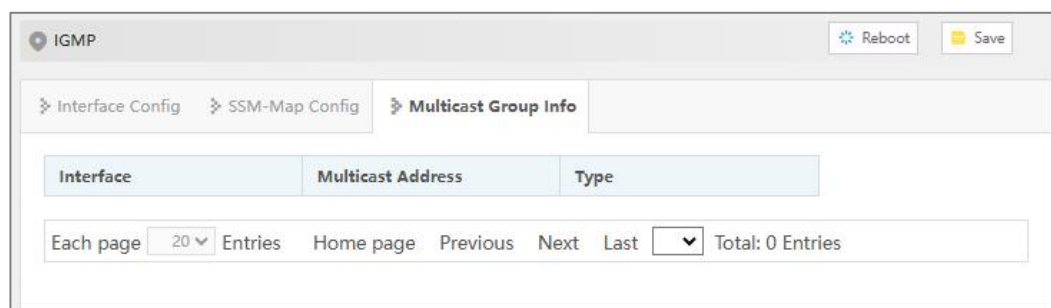 IGMP Reboot Save
Interface Config SSM-Map Config Multicast Group Info
Interface Multicast Address Type
Each page 20 Entries Home page Previous Next Last Total: 0 Entries